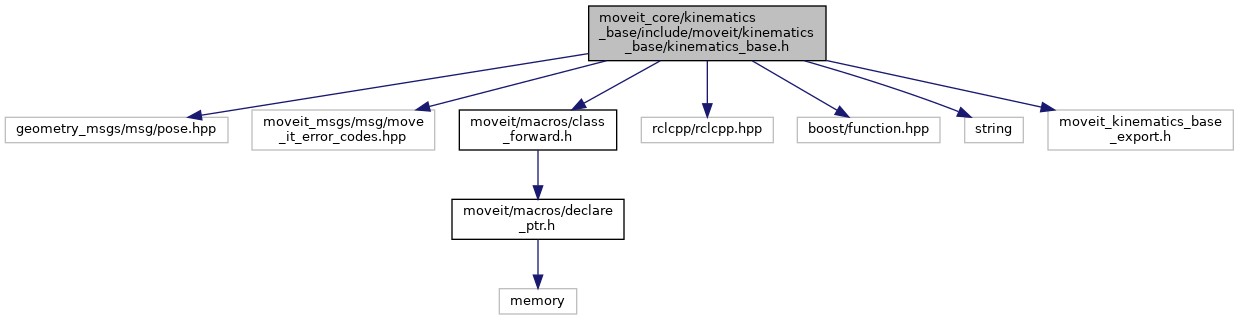 moveit_core/kinematics
_base/include/moveit/kinematics
_base/kinematics_base.h
geometry_msgs/msg/pose.hpp
moveit_msgs/msg/move
_it_error_codes.hpp
moveit/macros/class
_forward.h
rclcpp/rclcpp.hpp
boost/function.hpp
string
moveit_kinematics_base
_export.h
moveit/macros/declare
_ptr.h
memory